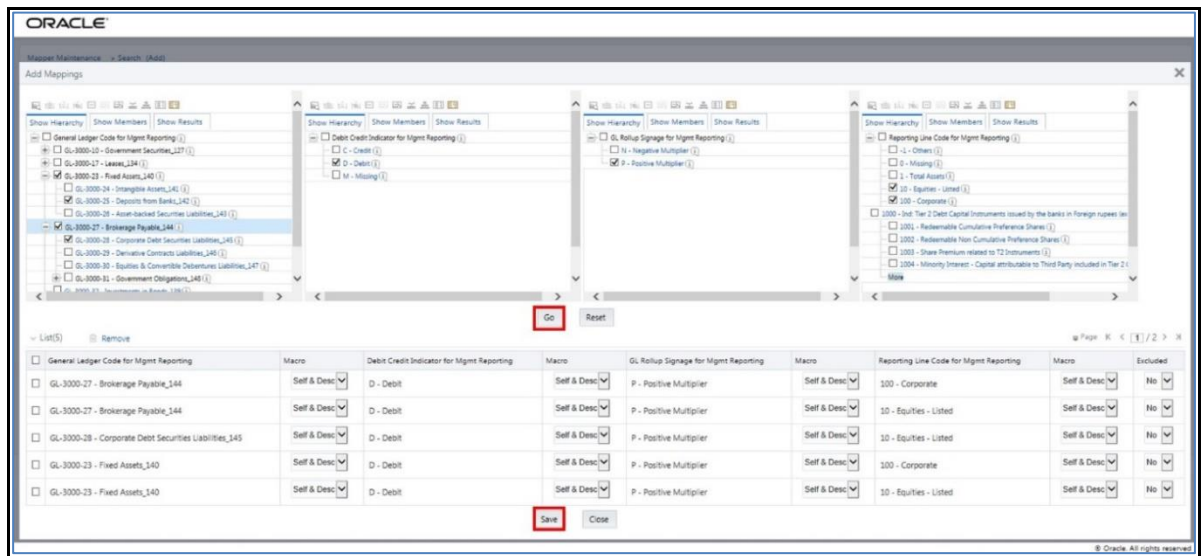 ORACLE
Mapper Maintenance > Search (Add)
Add Mappings
Show Hierarchy Show Members Show Results
General Ledger Code for Mgmt Reporting
GL-3000-10 - Government Securities_127
GL-3000-17 - Leases_134
GL-3000-23 - Fixed Assets_140
GL-3000-24 - Intangible Assets_141
GL-3000-25 - Deposits from Banks_142
GL-3000-26 - Asset-backed Securities Liabilities_143
GL-3000-27 - Brokerage Payable_144
GL-3000-28 - Corporate Debt Securities Liabilities_145
GL-3000-29 - Derivative Contracts Liabilities_146
GL-3000-30 - Equities & Convertible Debentures Liabilities_147
GL-3000-31 - Government Obligations_148
Show Hierarchy Show Members Show Results
Debit Credit Indicator for Mgmt Reporting
C - Credit
D - Debit
M - Missing
Show Hierarchy Show Members Show Results
GL Rollup Signage for Mgmt Reporting
N - Negative Multiplier
P - Positive Multiplier
Show Hierarchy Show Members Show Results
Reporting Line Code for Mgmt Reporting
-1 - Others
0 - Missing
1 - Total Assets
10 - Equities - Listed
100 - Corporate
1000 - Ind: Tier 2 Debt Capital Instruments issued by the banks in Foreign rupees
1001 - Redeemable Cumulative Preference Shares
1002 - Redeemable Non Cumulative Preference Shares
1003 - Share Premium related to T2 Instruments
1004 - Minority Interest - Capital attributable to Third Party included in Tier 2
More
Go Reset
List(5) Remove Page 1 / 2
General Ledger Code for Mgmt Reporting Macro Debit Credit Indicator for Mgmt Reporting Macro GL Rollup Signage for Mgmt Reporting Macro Reporting Line Code for Mgmt Reporting Macro Excluded
GL-3000-27 - Brokerage Payable_144 Self & Desc D - Debit Self & Desc P - Positive Multiplier Self & Desc 100 - Corporate Self & Desc No
GL-3000-27 - Brokerage Payable_144 Self & Desc D - Debit Self & Desc P - Positive Multiplier Self & Desc 10 - Equities - Listed Self & Desc No
GL-3000-28 - Corporate Debt Securities Liabilities_145 Self & Desc D - Debit Self & Desc P - Positive Multiplier Self & Desc 10 - Equities - Listed Self & Desc No
GL-3000-23 - Fixed Assets_140 Self & Desc D - Debit Self & Desc P - Positive Multiplier Self & Desc 100 - Corporate Self & Desc No
GL-3000-23 - Fixed Assets_140 Self & Desc D - Debit Self & Desc P - Positive Multiplier Self & Desc 10 - Equities - Listed Self & Desc No
Save Close
© Oracle. All rights reserved